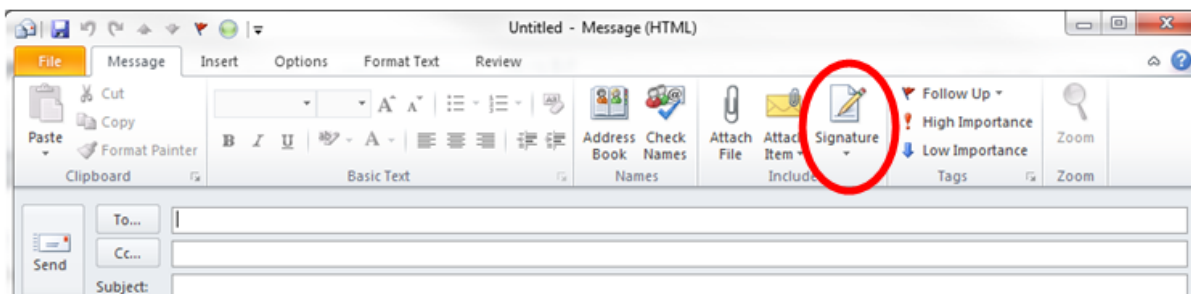 Untitled - Message (HTML)
File Message Insert Options Format Text Review
Cut
Copy
Format Painter
Paste
Clipboard
B I U ab A
A A Aa
Basic Text
Address Book
Check Names
Names
Attach File
Attach Item
Signature
Include
Follow Up
High Importance
Low Importance
Tags
Zoom
Zoom
Send
To...
Cc...
Subject: